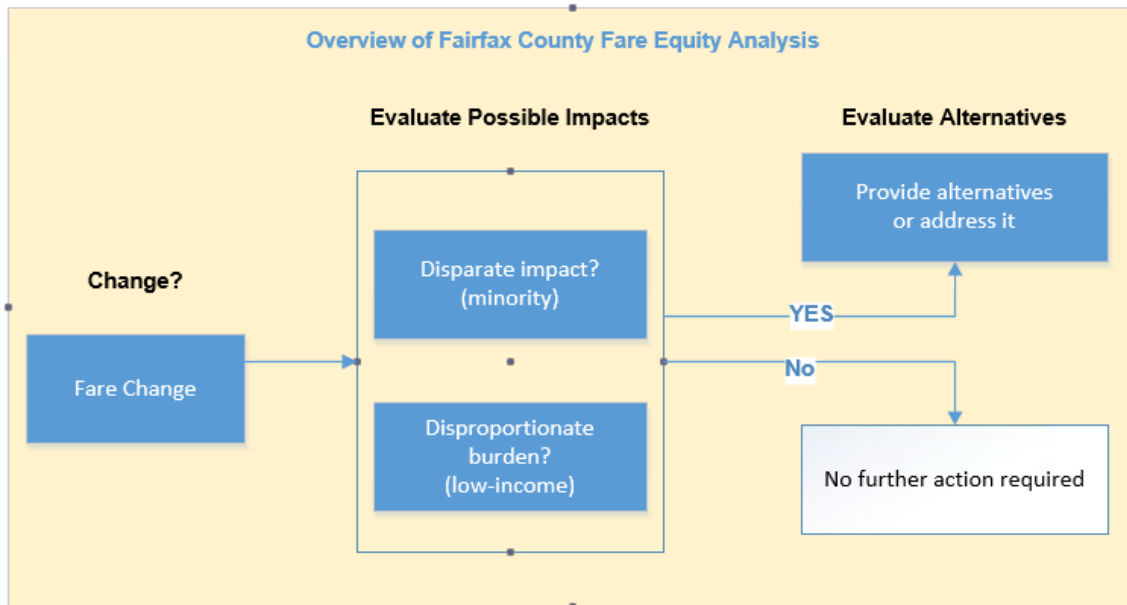 Overview of Fairfax County Fare Equity Analysis
Evaluate Possible Impacts
Evaluate Alternatives
Provide alternatives
or address it
Disparate impact?
(minority)
Change?
YES
No
Fare Change
Disproportionate
burden?
(low-income)
No further action required